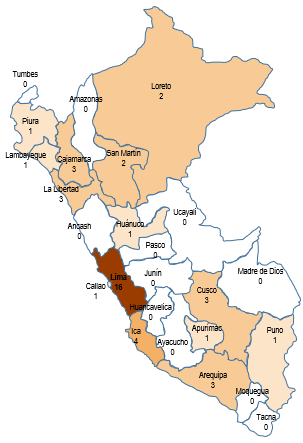 Loreto
2
Tumbes
0
Amazonas
0
Piura
1
San Martin
2
Lambayeque
1
Cajamarca
3
La Libertad
3
Ucayali
0
Ancash
0
Huánuco
1
Pasco
0
Junín
0
Madre de Dios
0
Lima
16
Callao
1
Cusco
3
Huancavelica
0
Ica
4
Apurimác
1
Puno
1
Ayacucho
0
Arequipa
3
Moquegua
0
Tacna
0